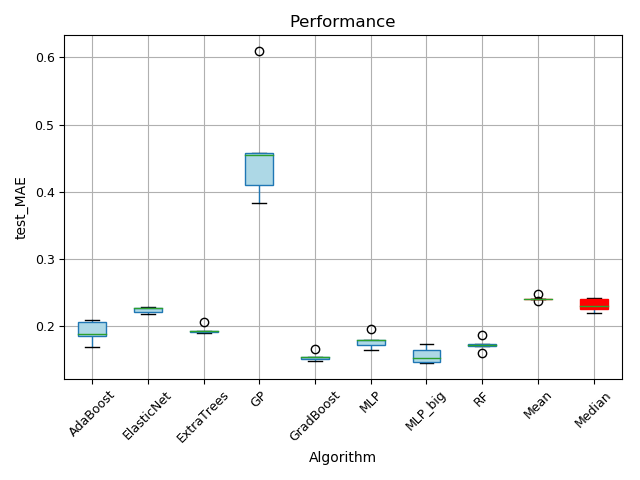 Performance
test_MAE
0.6
0.5
0.4
0.3
0.2
AdaBoost
ElasticNet
ExtraTrees
GP
GradBoost
MLP
MLP_big
RF
Mean
Median
Algorithm